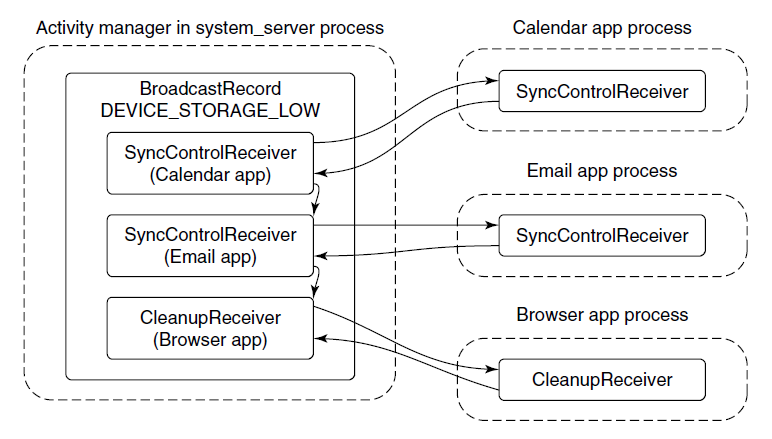 Activity manager in system_server process
BroadcastRecord
DEVICE_STORAGE_LOW
SyncControlReceiver
(Calendar app)
SyncControlReceiver
(Email app)
CleanupReceiver
(Browser app)
Calendar app process
SyncControlReceiver
Email app process
SyncControlReceiver
Browser app process
CleanupReceiver